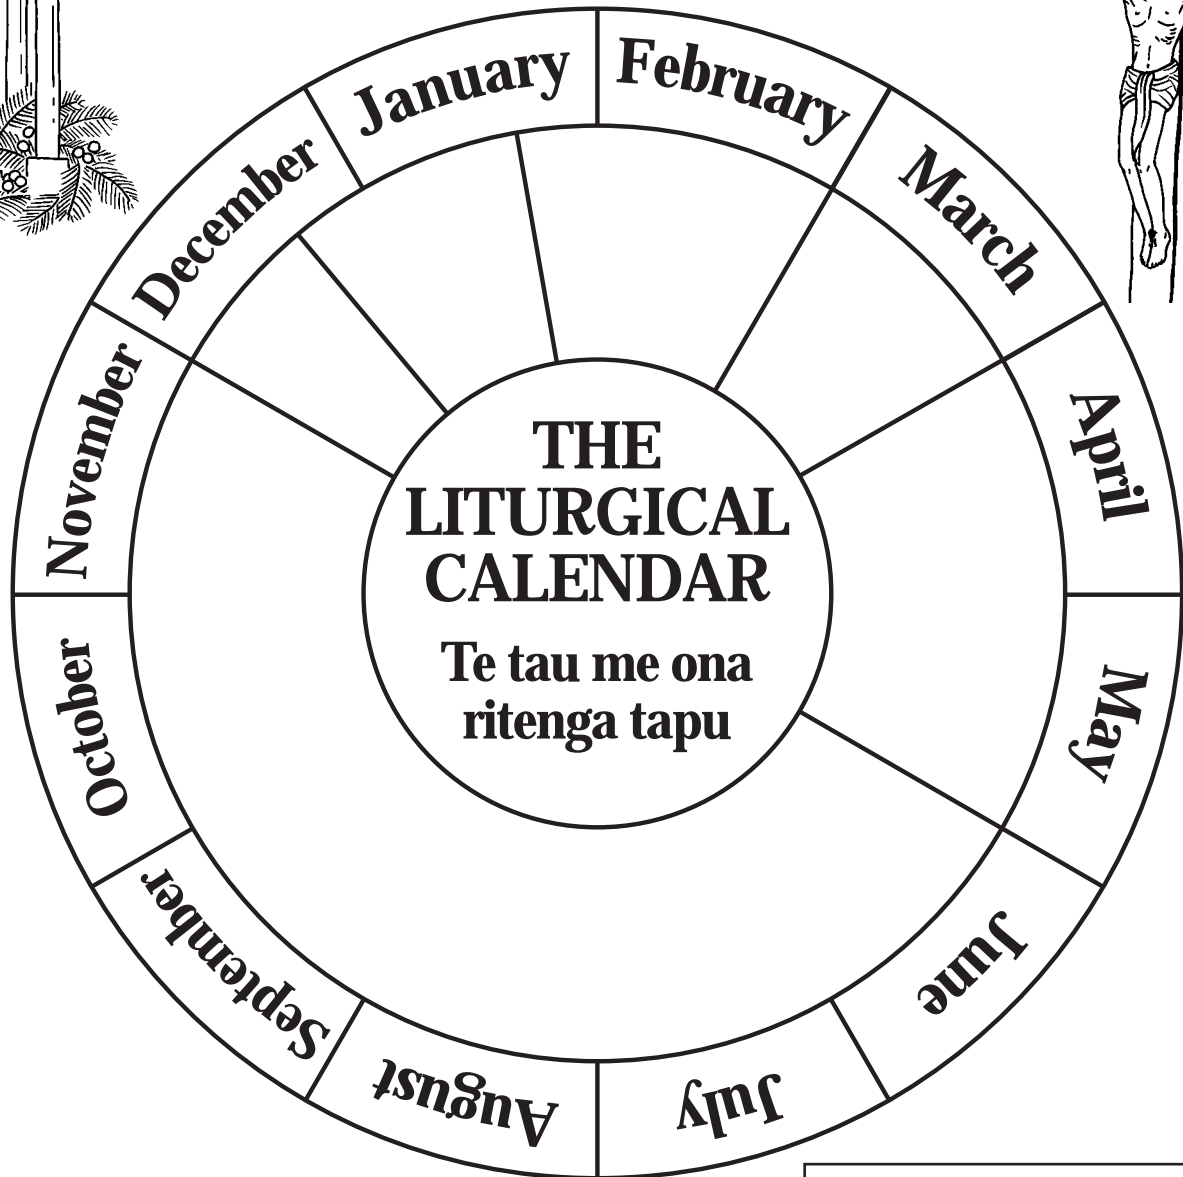 January
February
March
April
May
June
July
August
September
October
November
December
THE
LITURGICAL
CALENDAR
Te tau me ona
ritenga tapu